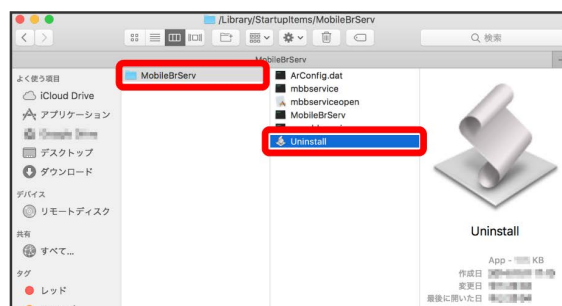 /Library/StartupItems/MobileBrServ
検索
MobileBrServ
よく使う項目
iCloud Drive
アプリケーション
デスクトップ
ダウンロード
デバイス
リモートディスク
共有
すべて...
タグ
レッド
MobileBrServ
ArConfig.dat
mbbservice
mbbserviceopen
MobileBrServ
Uninstall
Uninstall
App - KB
作成日
変更日
最後に開いた日